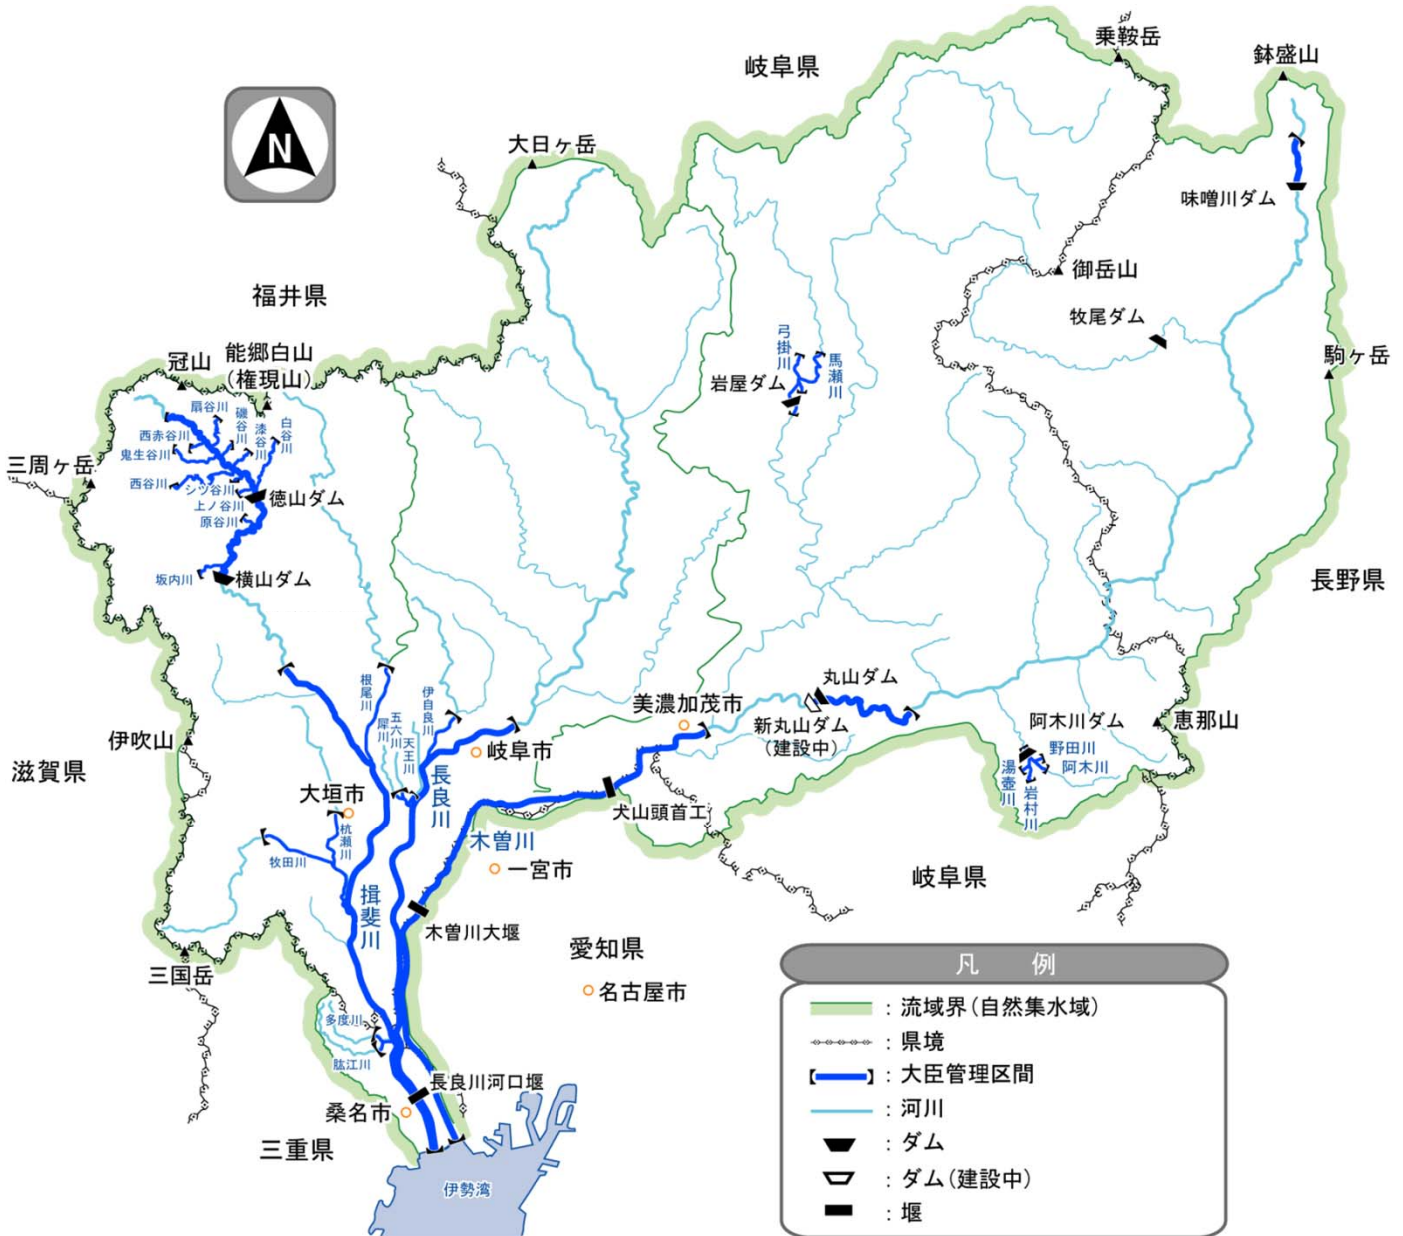 乗鞍岳
鉢盛山
岐阜県
N
大日ヶ岳
味噌川ダム
御岳山
福井県
牧尾ダム
弓掛川
馬瀬川
岩屋ダム
駒ヶ岳
冠山
能郷白山
(権現山)
扇谷川
磯谷川
漆谷川
白谷川
西赤谷川
鬼生谷川
三周ヶ岳
西谷川
シツ谷川
徳山ダム
上ノ谷川
原谷川
坂内川
横山ダム
長野県
丸山ダム
根尾川
伊自良川
美濃加茂市
新丸山ダム
(建設中)
阿木川ダム
恵那山
五六川
犀川
天王川
伊吹山
岐阜市
野田川
阿木川
湯壺川
岩村川
滋賀県
長良川
大垣市
犬山頭首工
杭瀬川
木曽川
牧田川
一宮市
岐阜県
揖斐川
木曽川大堰
愛知県
三国岳
名古屋市
多度川
肱江川
長良川河口堰
桑名市
三重県
伊勢湾
凡 例
: 流域界(自然集水域)
: 県境
: 大臣管理区間
: 河川
: ダム
: ダム(建設中)
: 堰